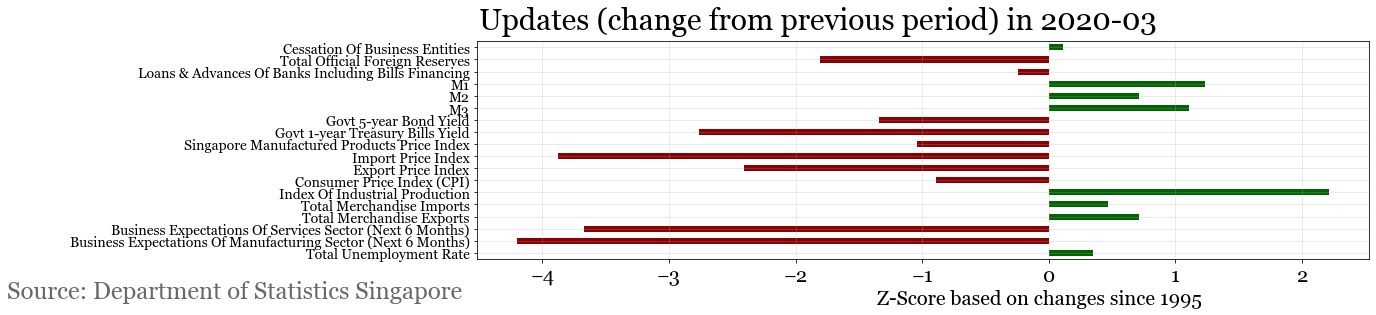 Updates (change from previous period) in 2020-03
Cessation Of Business Entities
Total Official Foreign Reserves
Loans & Advances Of Banks Including Bills Financing
M1
M2
M3
Govt 5-year Bond Yield
Govt 1-year Treasury Bills Yield
Singapore Manufactured Products Price Index
Import Price Index
Export Price Index
Consumer Price Index (CPI)
Index Of Industrial Production
Total Merchandise Imports
Total Merchandise Exports
Business Expectations Of Services Sector (Next 6 Months)
Business Expectations Of Manufacturing Sector (Next 6 Months)
Total Unemployment Rate
−4 −3 −2 −1 0 1 2
Source: Department of Statistics Singapore
Z-Score based on changes since 1995